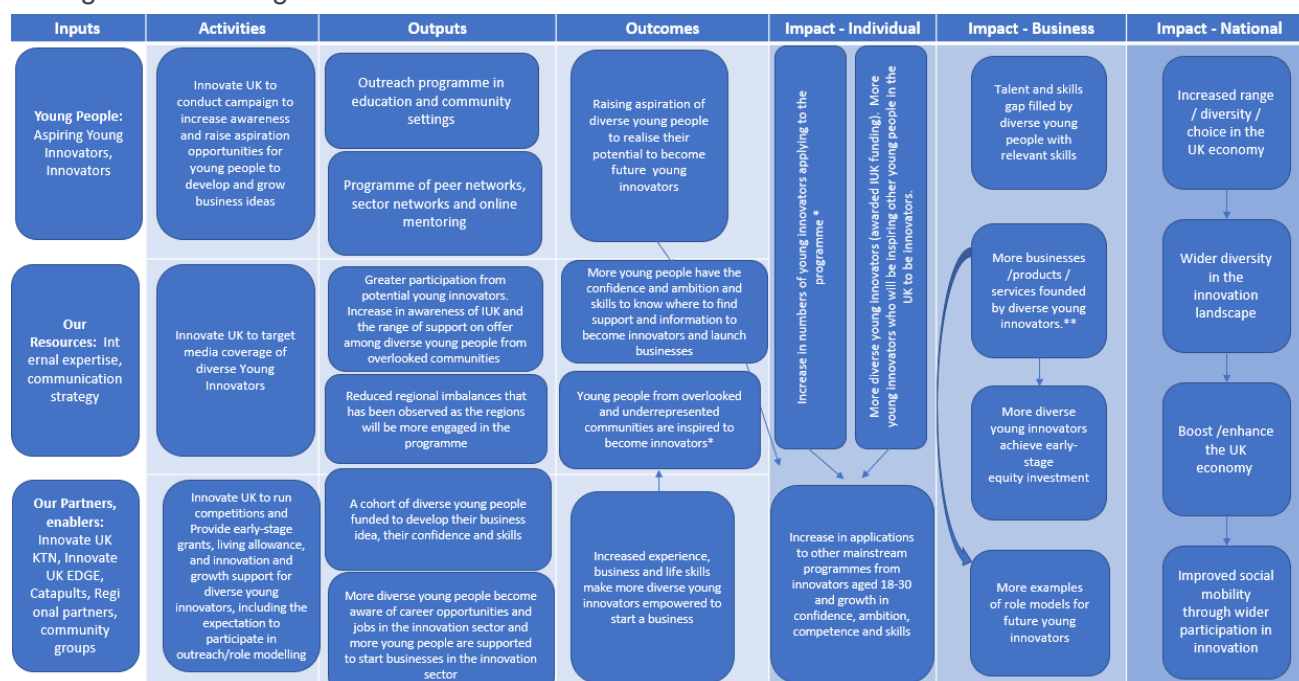 Inputs
Activities
Outputs
Outcomes
Impact - Individual
Impact - Business
Impact - National
Young People:
Aspiring Young
Innovators,
Innovators
Our
Resources: Int
ernal expertise,
communication
strategy
Our Partners,
enablers:
Innovate UK
KTN, Innovate
UK EDGE,
Catapults, Regi
onal partners,
community
groups
Innovate UK to
conduct campaign to
increase awareness
and raise aspiration
opportunities for
young people to
develop and grow
business ideas
Innovate UK to target
media coverage of
diverse Young
Innovators
Innovate UK to run
competitions and
Provide early-stage
grants, living allowance,
and innovation and
growth support for
diverse young
innovators, including the
expectation to
participate in
outreach/role modelling
Outreach programme in
education and community
settings
Programme of peer networks,
sector networks and online
mentoring
Greater participation from
potential young innovators.
Increase in awareness of IUK and
the range of support on offer
among diverse young people from
overlooked communities
Reduced regional imbalances that
has been observed as the regions
will be more engaged in the
programme
A cohort of diverse young people
funded to develop their business
idea, their confidence and skills
More diverse young people become
aware of career opportunities and
jobs in the innovation sector and
more young people are supported
to start businesses in the innovation
sector
Raising aspiration of
diverse young people
to realise their
potential to become
future young
innovators
More young people have the
confidence and ambition and
skills to know where to find
support and information to
become innovators and launch
businesses
Young people from overlooked
and underrepresented
communities are inspired to
become innovators*
Increased experience,
business and life skills
make more diverse young
innovators empowered to
start a business
Increase in numbers of young innovators applying to the
programme *
More diverse young innovators (awarded IUK funding). More
young innovators who will be inspiring other young people in the
UK to be innovators.
Increase in applications
to other mainstream
programmes from
innovators aged 18-30
and growth in
confidence, ambition,
competence and skills
Talent and skills
gap filled by
diverse young
people with
relevant skills
More businesses
/products /
services founded
by diverse young
innovators.**
More diverse
young innovators
achieve early-
stage
equity investment
More examples
of role models for
future young
innovators
Increased range
/ diversity /
choice in the
UK economy
Wider diversity
in the
innovation
landscape
Boost /enhance
the UK
economy
Improved social
mobility
through wider
participation in
innovation